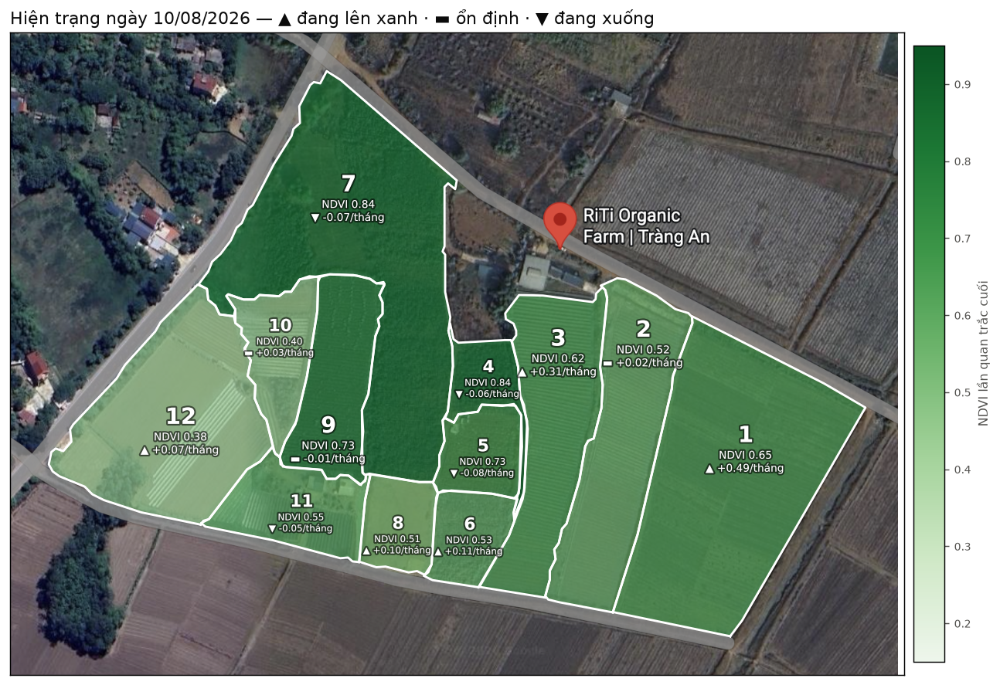 Hiện trạng ngày 10/08/2026 — ▲ đang lên xanh · ▬ ổn định · ▼ đang xuống
7
NDVI 0.84
▼ -0.07/tháng
RiTi Organic
Farm | Tràng An
10
NDVI 0.40
▬ +0.03/tháng
3
NDVI 0.62
▲ +0.31/tháng
2
NDVI 0.52
▬ +0.02/tháng
4
NDVI 0.84
▼ -0.06/tháng
12
NDVI 0.38
▲ +0.07/tháng
9
NDVI 0.73
▬ -0.01/tháng
5
NDVI 0.73
▼ -0.08/tháng
1
NDVI 0.65
▲ +0.49/tháng
11
NDVI 0.55
▼ -0.05/tháng
8
NDVI 0.51
▲ +0.10/tháng
6
NDVI 0.53
▲ +0.11/tháng
0.9
0.8
0.7
0.6
0.5
0.4
0.3
0.2
NDVI lần quan trắc cuối